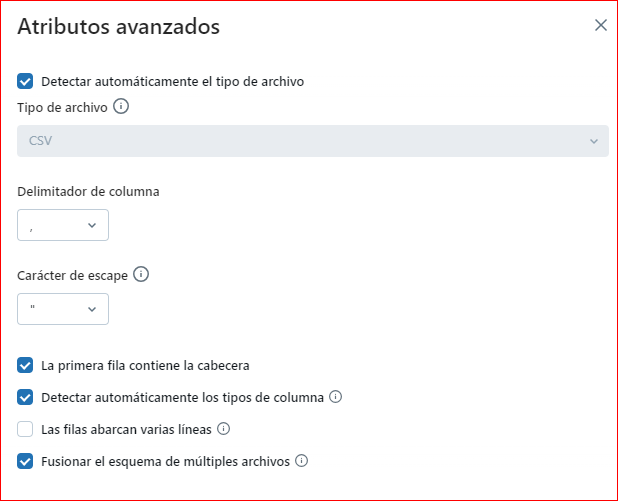 Atributos avanzados
Detectar automáticamente el tipo de archivo
Tipo de archivo
CSV
Delimitador de columna
,
Carácter de escape
"
La primera fila contiene la cabecera
Detectar automáticamente los tipos de columna
Las filas abarcan varias líneas
Fusionar el esquema de múltiples archivos